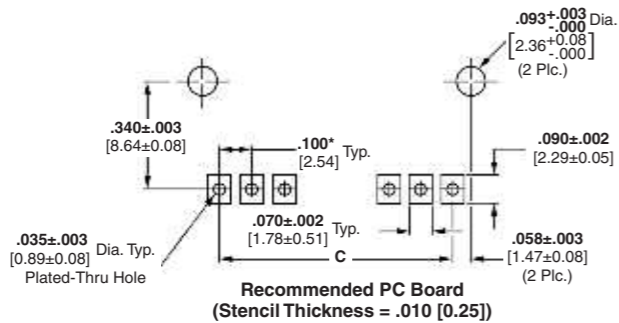 .093+.003
-.000 Dia.
[2.36+0.08
-.000]
(2 Plc.)
.340±.003
[8.64±0.08]
.100*
[2.54] Typ.
.090±.002
[2.29±0.05]
.070±.002
[1.78±0.51] Typ.
.035±.003
[0.89±0.08] Dia. Typ.
Plated-Thru Hole
C
.058±.003
[1.47±0.08]
(2 Plc.)
Recommended PC Board
(Stencil Thickness = .010 [0.25])